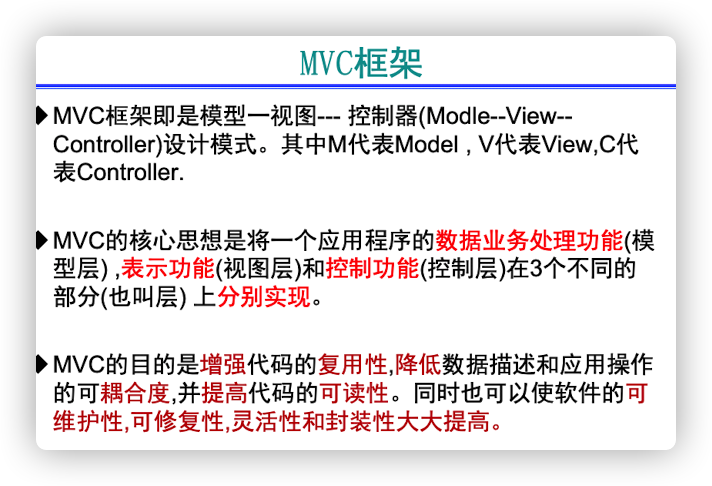 MVC框架
MVC框架即是模型一视图--- 控制器(Modle--View--
Controller)设计模式。其中M代表Model , V代表View,C代
表Controller.
MVC的核心思想是将一个应用程序的数据业务处理功能(模
型层) ,表示功能(视图层)和控制功能(控制层)在3个不同的
部分(也叫层) 上分别实现。
MVC的目的是增强代码的复用性,降低数据描述和应用操作
的可耦合度,并提高代码的可读性。同时也可以使软件的可
维护性,可修复性,灵活性和封装性大大提高。